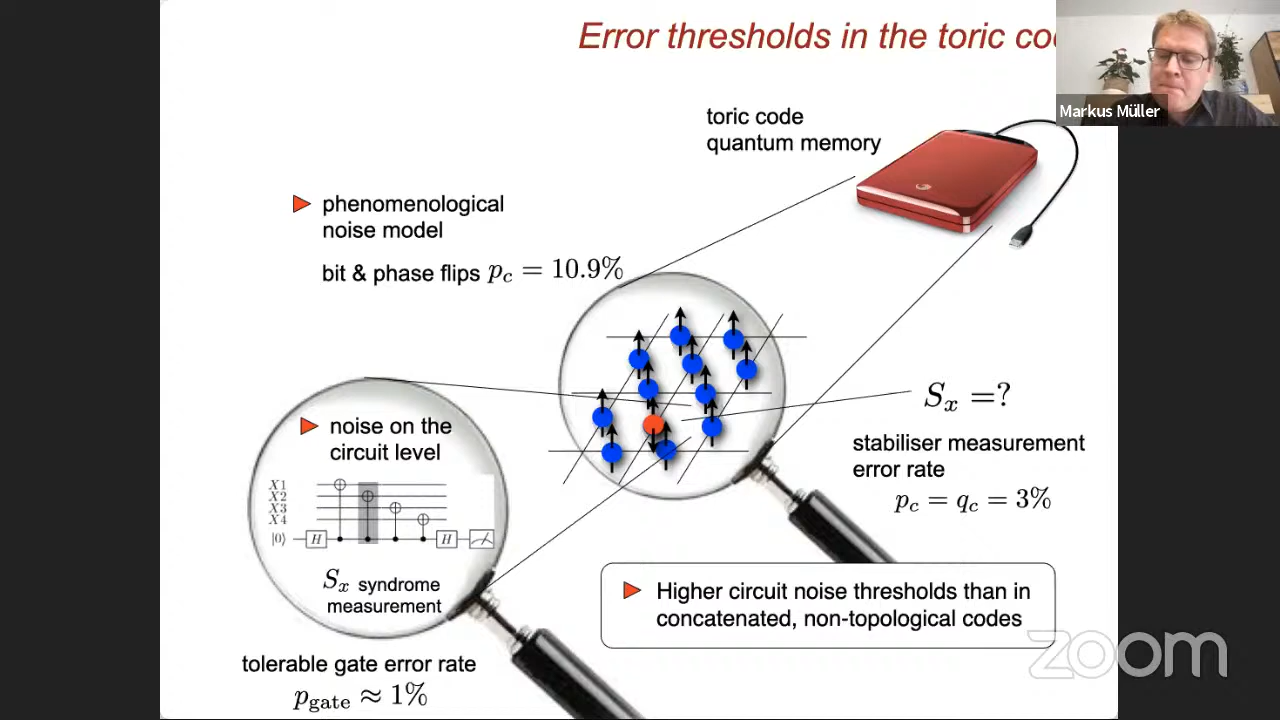 Error thresholds in the toric co
Markus Müller
toric code
quantum memory
phenomenological
noise model
bit & phase flips p_c = 10.9%
S_x =?
stabiliser measurement
error rate
p_c = q_c = 3%
noise on the
circuit level
X1
X2
X3
X4
|0⟩ H H
S_x syndrome
measurement
Higher circuit noise thresholds than in
concatenated, non-topological codes
tolerable gate error rate
p_gate ≈ 1%
zoom